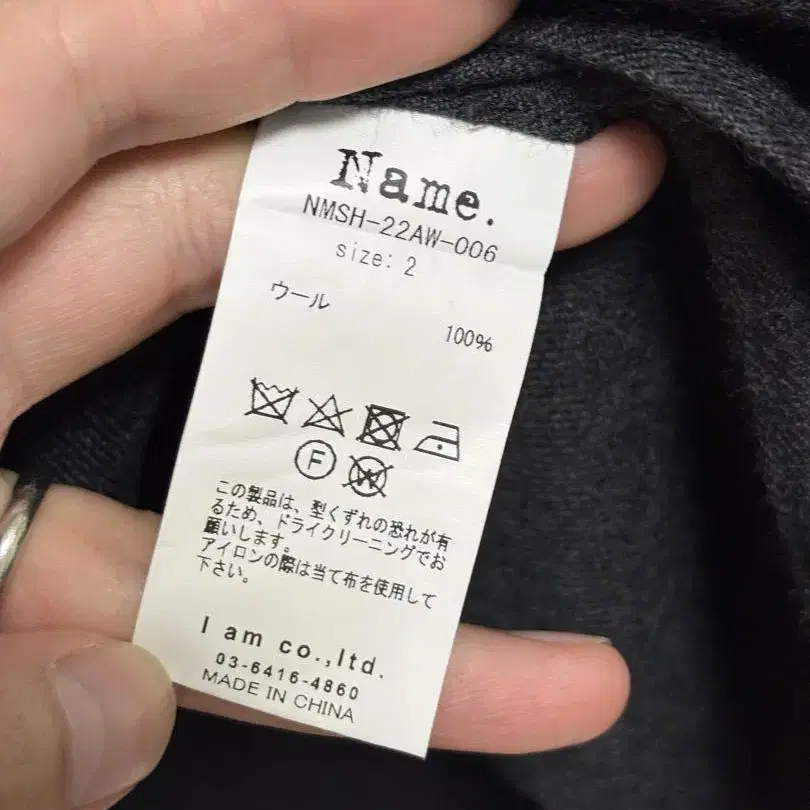 Name.
NMSH-22AW-006
size: 2
ウール
100%
F
W
この製品は、型くずれの恐れが有
るため、ドライクリーニングでお
願いします。
アイロンの際は当て布を使用して
下さい。
I am co.,ltd.
03-6416-4860
MADE IN CHINA